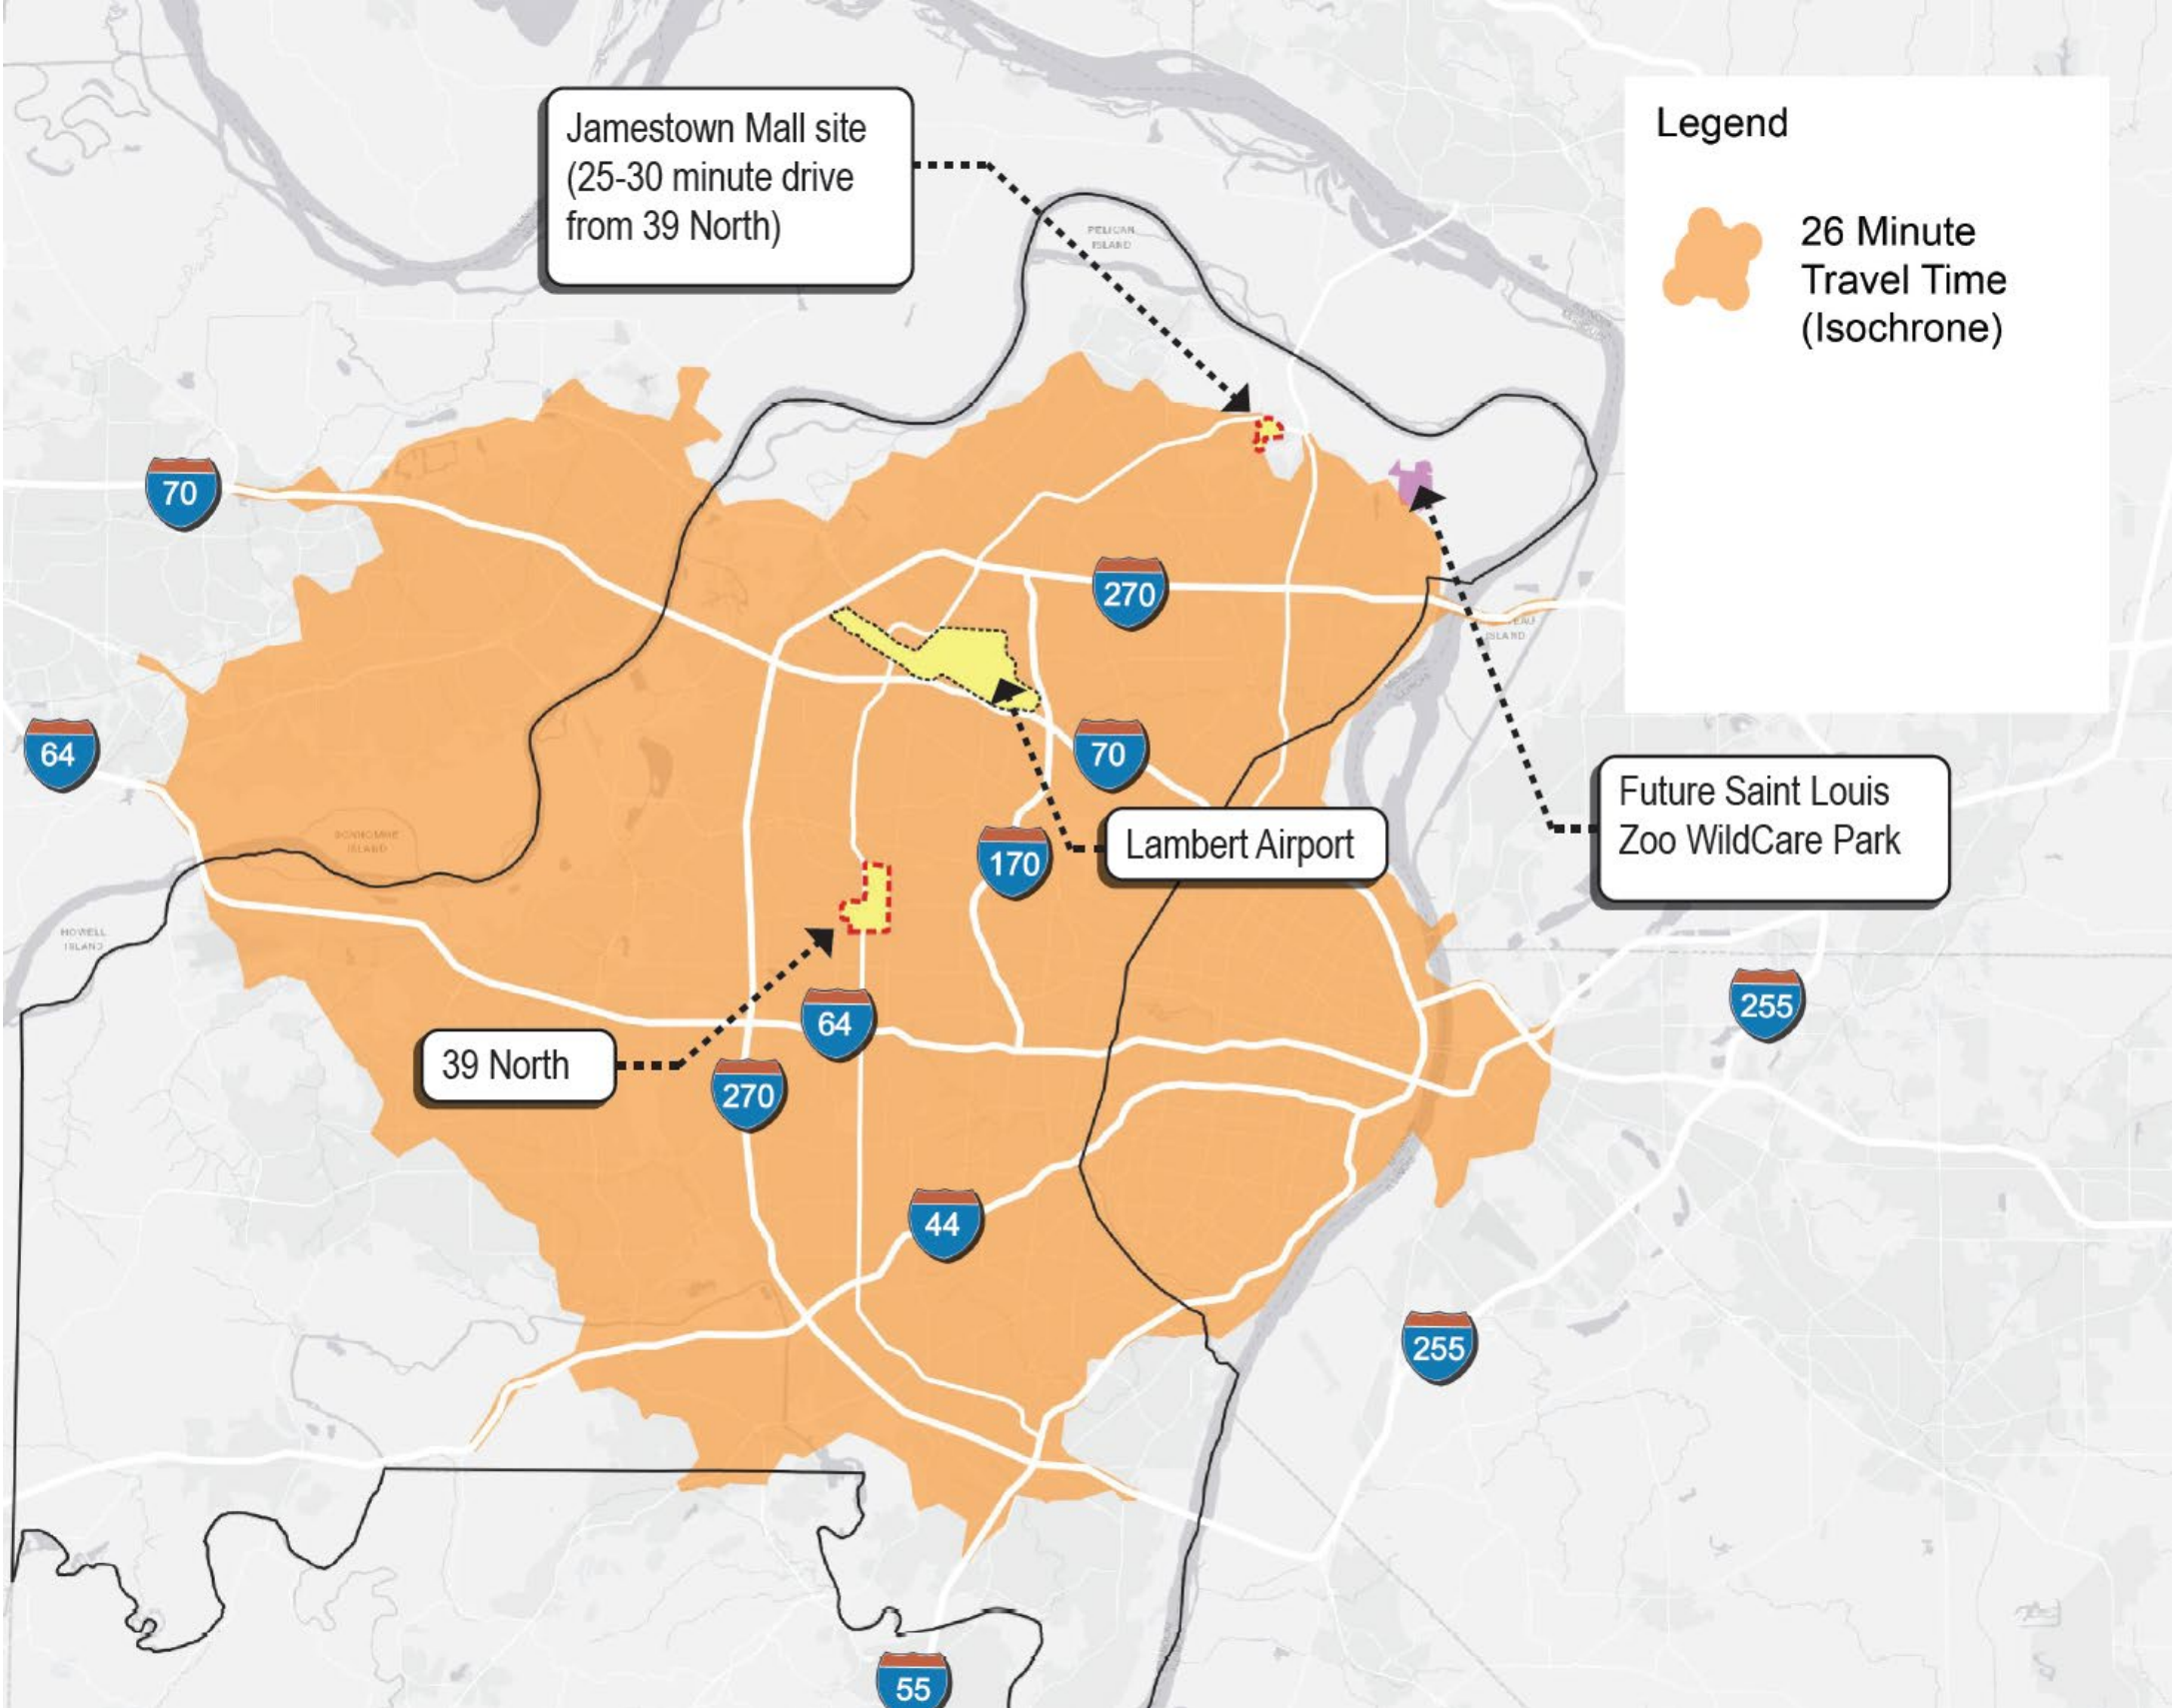 Jamestown Mall site
(25-30 minute drive
from 39 North)
Legend
26 Minute
Travel Time
(Isochrone)
PELICAN
ISLAND
70
270
ISLAND
64
70
Future Saint Louis
Zoo WildCare Park
Lambert Airport
170
BONHOMME
ISLAND
HOWELL
ISLAND
255
64
39 North
270
44
255
55